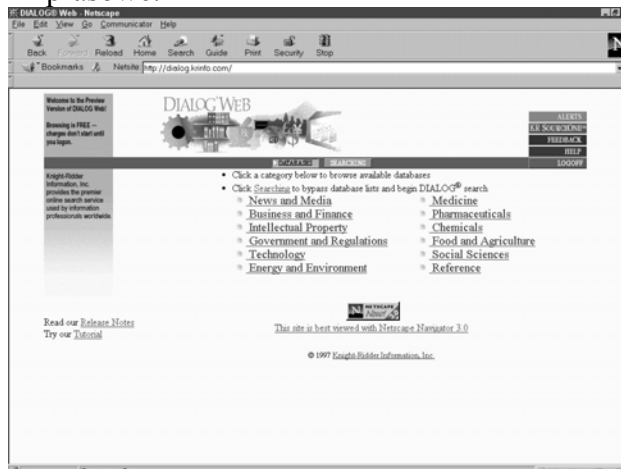 DIALOG® Web - Netscape
File Edit View Go Communicator Help
Back Forward Reload Home Search Guide Print Security Stop
Bookmarks Netsite: http://dialog.krinfo.com/
Welcome to the Preview
Version of DIALOG Web!
Browsing is FREE —
charges don't start until
you logon.
DIALOG WEB
ALERTS
KR SOURCEONE
FEEDBACK
HELP
LOGOFF
DATABASES SEARCHING
Knight-Ridder
Information, Inc.
provides the premier
online search service
used by information
professionals worldwide.
• Click a category below to browse available databases
• Click Searching to bypass database lists and begin DIALOG® search
News and Media
Business and Finance
Intellectual Property
Government and Regulations
Technology
Energy and Environment
Medicine
Pharmaceuticals
Chemicals
Food and Agriculture
Social Sciences
Reference
Read our Release Notes
Try our Tutorial
NETSCAPE
Now!
This site is best viewed with Netscape Navigator 3.0
© 1997 Knight-Ridder Information, Inc.